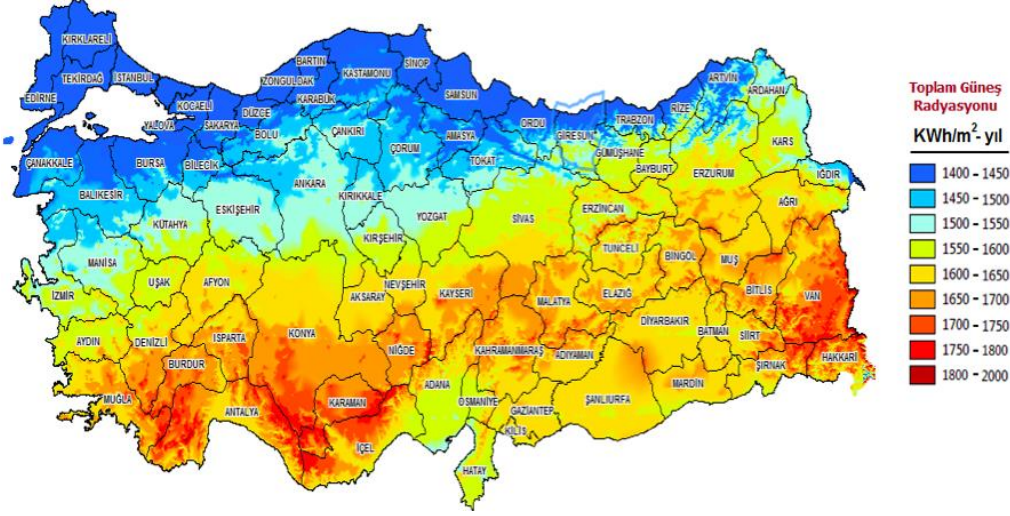 KIRKLARELİ
TEKİRDAĞ
İSTANBUL
EDİRNE
KOCAELİ
YALOVA
SAKARYA
DÜZCE
ZONGULDAK
BARTIN
KARABÜK
KASTAMONU
SİNOP
SAMSUN
BOLU
ÇANKIRI
ÇORUM
AMASYA
TOKAT
ORDU
GİRESUN
TRABZON
RİZE
ARTVİN
ARDAHAN
KARS
GÜMÜŞHANE
BAYBURT
ERZURUM
IĞDIR
AĞRI
ÇANAKKALE
BURSA
BİLECİK
BALIKESİR
KÜTAHYA
ESKİŞEHİR
ANKARA
KIRIKKALE
YOZGAT
SİVAS
ERZİNCAN
KIRŞEHİR
TUNCELİ
BİNGÖL
MUŞ
MANİSA
UŞAK
AFYON
İZMİR
AKSARAY
NEVŞEHİR
KAYSERİ
MALATYA
ELAZIĞ
BİTLİS
VAN
DİYARBAKIR
BATMAN
SİİRT
AYDIN
DENİZLİ
ISPARTA
KONYA
NİĞDE
KAHRAMANMARAŞ
ADIYAMAN
ŞIRNAK
HAKKARİ
BURDUR
MUĞLA
ANTALYA
KARAMAN
ADANA
OSMANİYE
GAZİANTEP
ŞANLIURFA
MARDİN
KİLİS
İÇEL
HATAY
Toplam Güneş
Radyasyonu
KWh/m²- yıl
1400 - 1450
1450 - 1500
1500 - 1550
1550 - 1600
1600 - 1650
1650 - 1700
1700 - 1750
1750 - 1800
1800 - 2000